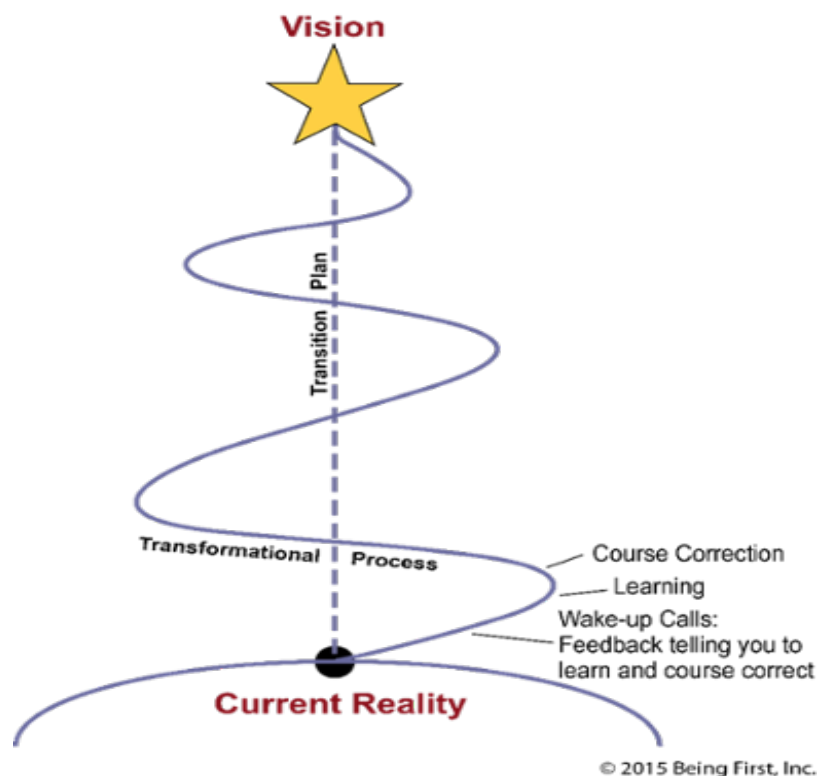 Vision
Transition Plan
Transformational Process
Course Correction
Learning
Wake-up Calls:
Feedback telling you to
learn and course correct
Current Reality
© 2015 Being First, Inc.